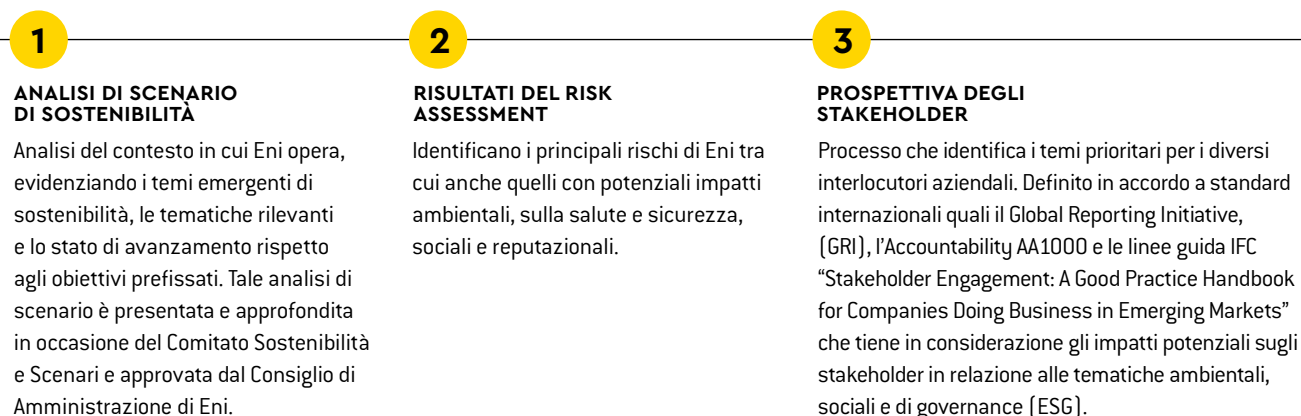 1
ANALISI DI SCENARIO
DI SOSTENIBILITÀ
Analisi del contesto in cui Eni opera,
evidenziando i temi emergenti di
sostenibilità, le tematiche rilevanti
e lo stato di avanzamento rispetto
agli obiettivi prefissati. Tale analisi di
scenario è presentata e approfondita
in occasione del Comitato Sostenibilità
e Scenari e approvata dal Consiglio di
Amministrazione di Eni.
2
RISULTATI DEL RISK
ASSESSMENT
Identificano i principali rischi di Eni tra
cui anche quelli con potenziali impatti
ambientali, sulla salute e sicurezza,
sociali e reputazionali.
3
PROSPETTIVA DEGLI
STAKEHOLDER
Processo che identifica i temi prioritari per i diversi
interlocutori aziendali. Definito in accordo a standard
internazionali quali il Global Reporting Initiative,
(GRI), l’Accountability AA1000 e le linee guida IFC
“Stakeholder Engagement: A Good Practice Handbook
for Companies Doing Business in Emerging Markets”
che tiene in considerazione gli impatti potenziali sugli
stakeholder in relazione alle tematiche ambientali,
sociali e di governance (ESG).